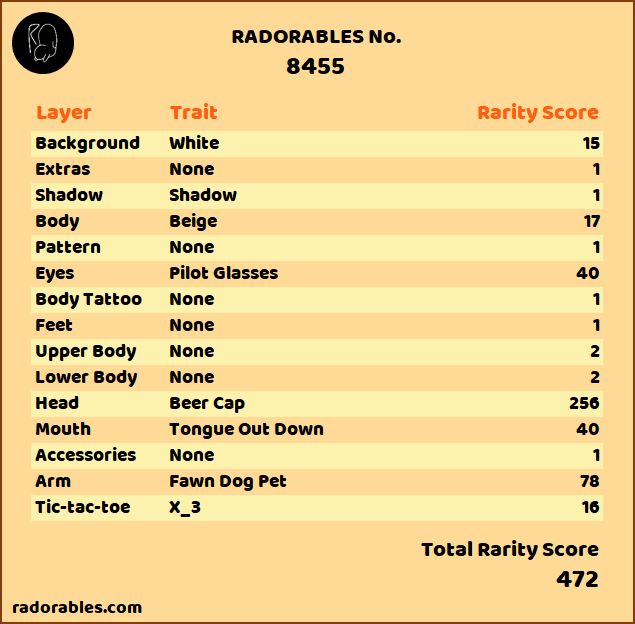 RADORABLES No.
8455
Layer Trait Rarity Score
Background White 15
Extras None 1
Shadow Shadow 1
Body Beige 17
Pattern None 1
Eyes Pilot Glasses 40
Body Tattoo None 1
Feet None 1
Upper Body None 2
Lower Body None 2
Head Beer Cap 256
Mouth Tongue Out Down 40
Accessories None 1
Arm Fawn Dog Pet 78
Tic-tac-toe X_3 16
Total Rarity Score
472
radorables.com